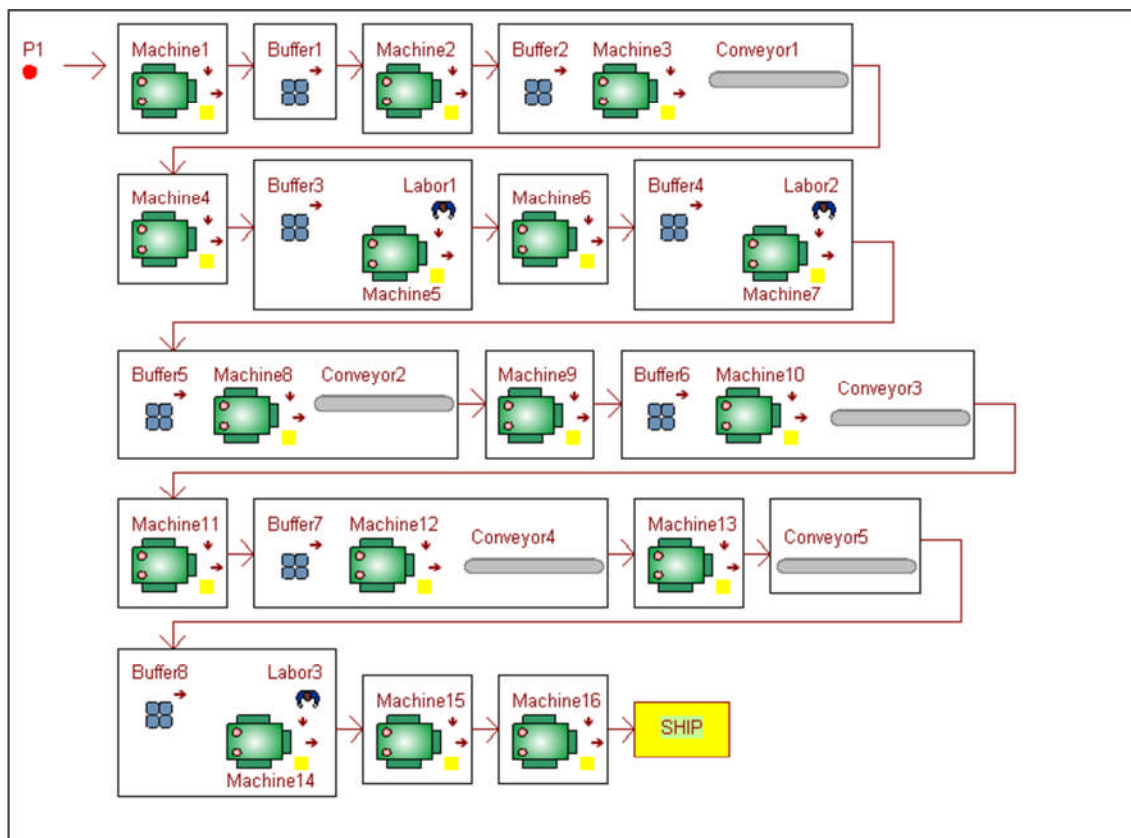 P1
Machine1
Buffer1
Machine2
Buffer2
Machine3
Conveyor1
Machine4
Buffer3
Labor1
Machine5
Machine6
Buffer4
Labor2
Machine7
Buffer5
Machine8
Conveyor2
Machine9
Buffer6
Machine10
Conveyor3
Machine11
Buffer7
Machine12
Conveyor4
Machine13
Conveyor5
Buffer8
Labor3
Machine14
Machine15
Machine16
SHIP